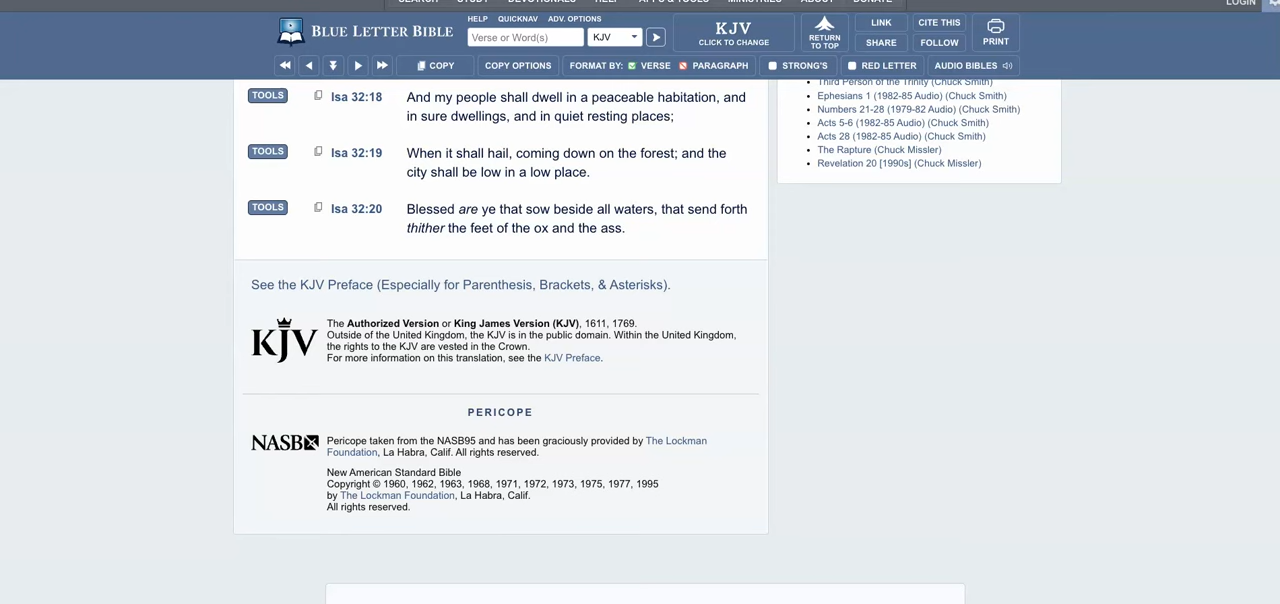 SEARCH STUDY DEVOTIONALS HELP APPS & TOOLS MINISTRIES ABOUT DONATE
LOGIN
BLUE LETTER BIBLE
HELP QUICKNAV ADV. OPTIONS
Verse or Word(s) KJV
KJV
CLICK TO CHANGE
RETURN
TO TOP
LINK CITE THIS
SHARE FOLLOW
PRINT
COPY COPY OPTIONS FORMAT BY: VERSE PARAGRAPH STRONG'S RED LETTER AUDIO BIBLES
TOOLS Isa 32:18 And my people shall dwell in a peaceable habitation, and
in sure dwellings, and in quiet resting places;
TOOLS Isa 32:19 When it shall hail, coming down on the forest; and the
city shall be low in a low place.
TOOLS Isa 32:20 Blessed are ye that sow beside all waters, that send forth
thither the feet of the ox and the ass.
See the KJV Preface (Especially for Parenthesis, Brackets, & Asterisks).
KJV
The Authorized Version or King James Version (KJV), 1611, 1769.
Outside of the United Kingdom, the KJV is in the public domain. Within the United Kingdom,
the rights to the KJV are vested in the Crown.
For more information on this translation, see the KJV Preface.
PERICOPE
NASB
Pericope taken from the NASB95 and has been graciously provided by The Lockman
Foundation, La Habra, Calif. All rights reserved.
New American Standard Bible
Copyright © 1960, 1962, 1963, 1968, 1971, 1972, 1973, 1975, 1977, 1995
by The Lockman Foundation, La Habra, Calif.
All rights reserved.
Third Person of the Trinity (Chuck Smith)
Ephesians 1 (1982-85 Audio) (Chuck Smith)
Numbers 21-28 (1979-82 Audio) (Chuck Smith)
Acts 5-6 (1982-85 Audio) (Chuck Smith)
Acts 28 (1982-85 Audio) (Chuck Smith)
The Rapture (Chuck Missler)
Revelation 20 [1990s] (Chuck Missler)